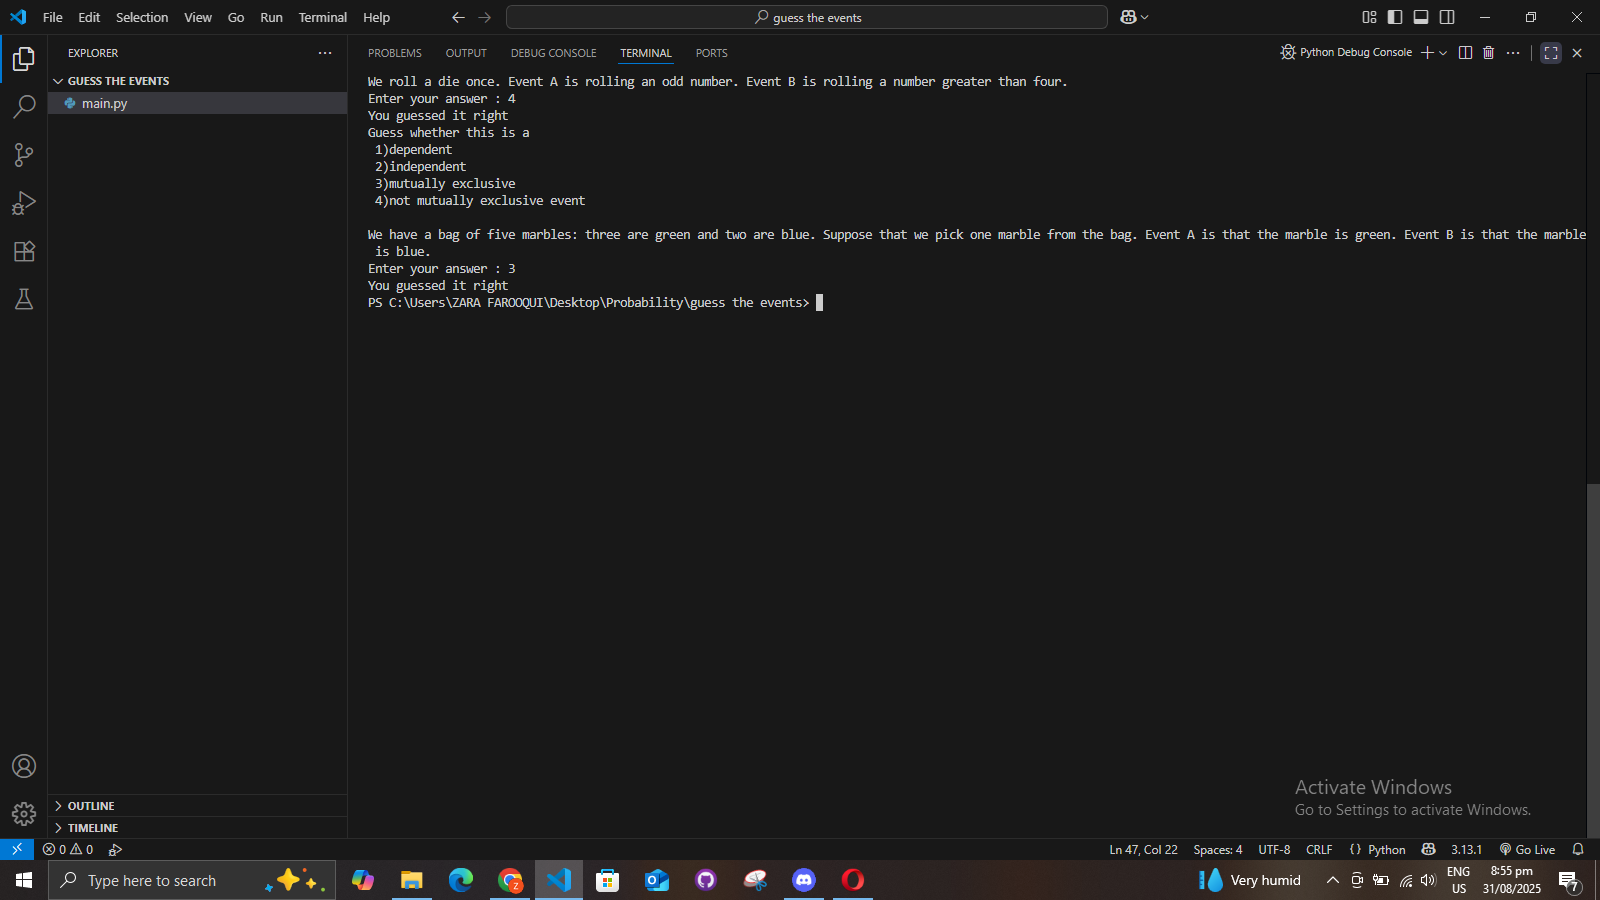 File Edit Selection View Go Run Terminal Help
guess the events
EXPLORER
PROBLEMS OUTPUT DEBUG CONSOLE TERMINAL PORTS
Python Debug Console
GUESS THE EVENTS
main.py
We roll a die once. Event A is rolling an odd number. Event B is rolling a number greater than four.
Enter your answer : 4
You guessed it right
Guess whether this is a
1)dependent
2)independent
3)mutually exclusive
4)not mutually exclusive event
We have a bag of five marbles: three are green and two are blue. Suppose that we pick one marble from the bag. Event A is that the marble is green. Event B is that the marble
is blue.
Enter your answer : 3
You guessed it right
PS C:\Users\ZARA FAROOQUI\Desktop\Probability\guess the events>
OUTLINE
TIMELINE
Activate Windows
Go to Settings to activate Windows.
0 0
Ln 47, Col 22 Spaces: 4 UTF-8 CRLF {} Python 3.13.1 Go Live
Type here to search
Z
Very humid
ENG
US
8:55 pm
31/08/2025
7